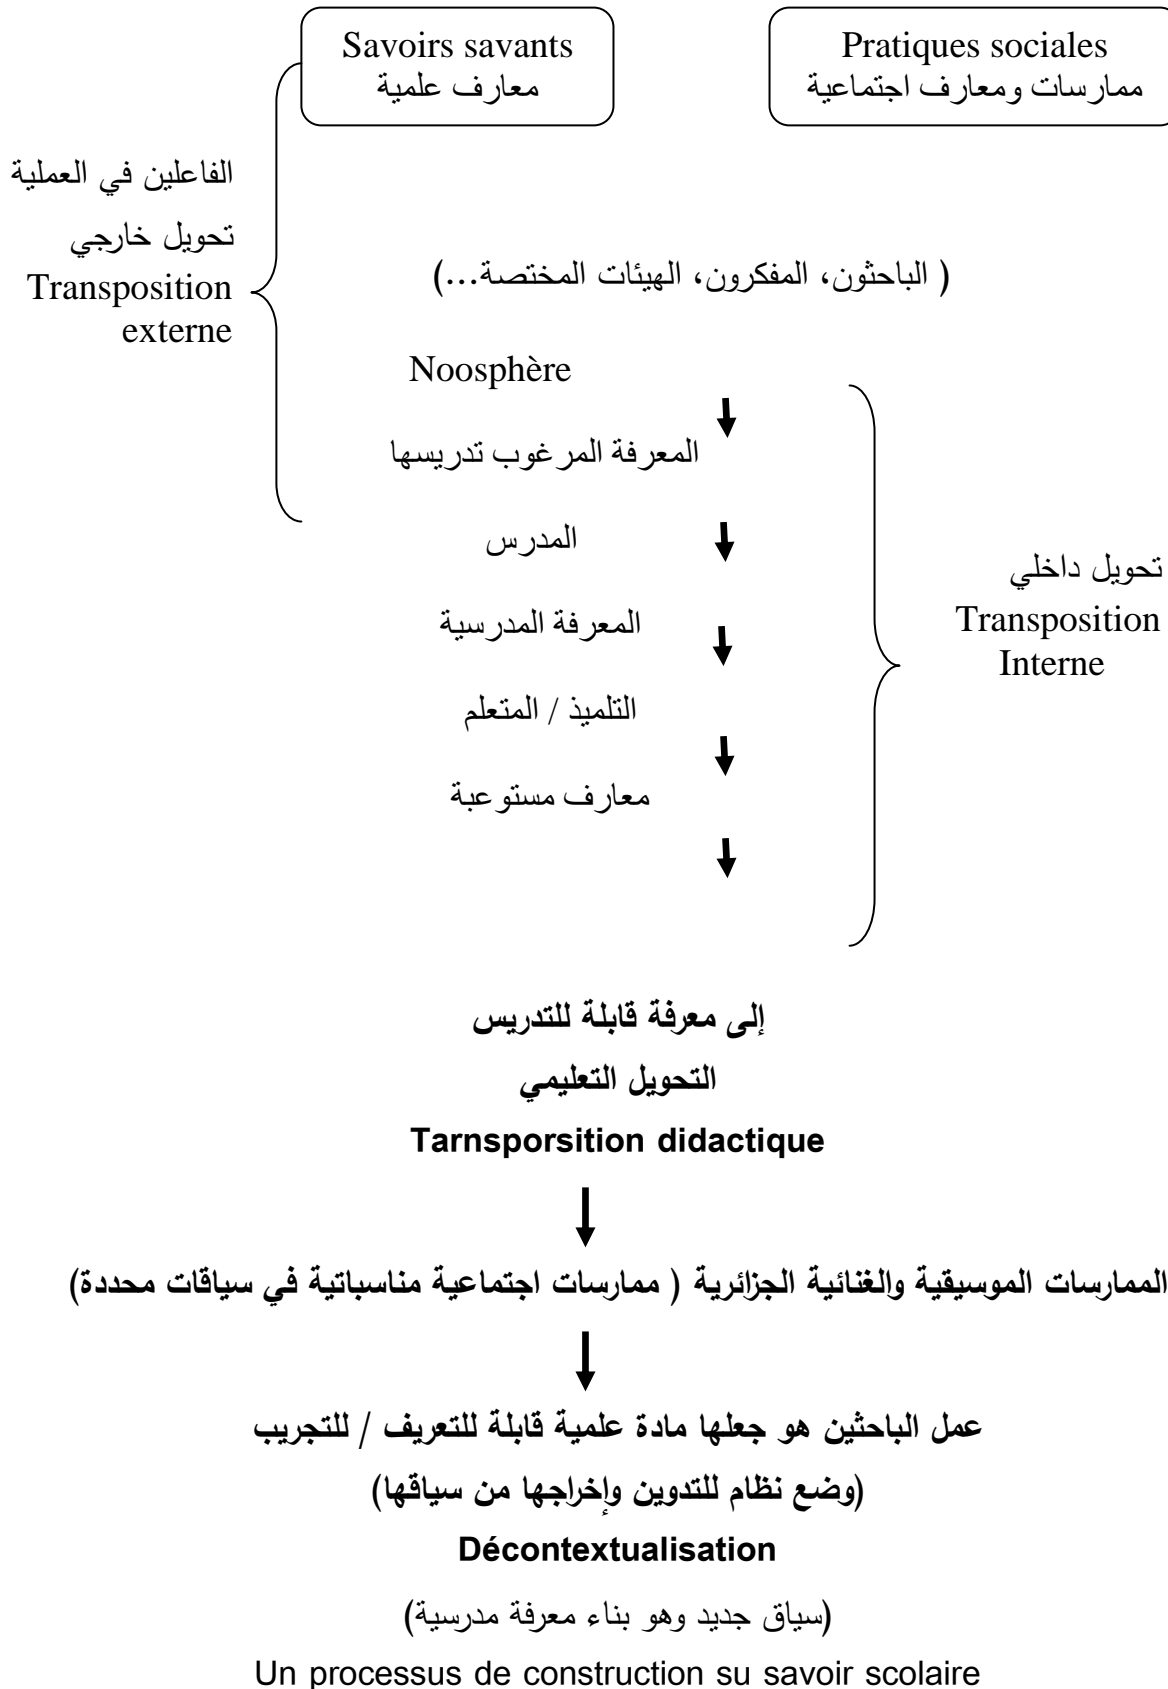 Savoirs savants
معارف علمية
Pratiques sociales
ممارسات ومعارف اجتماعية
الفاعلين في العملية
تحويل خارجي
Transposition
externe
( الباحثون، المفكرون، الهيئات المختصة...)
Noosphère
المعرفة المرغوب تدريسها
المدرس
المعرفة المدرسية
التلميذ / المتعلم
معارف مستوعبة
تحويل داخلي
Transposition
Interne
إلى معرفة قابلة للتدريس
التحويل التعليمي
Tarnsporsition didactique
الممارسات الموسيقية والغنائية الجزائرية ( ممارسات اجتماعية مناسباتية في سياقات محددة)
عمل الباحثين هو جعلها مادة علمية قابلة للتعريف / للتجريب
(وضع نظام للتدوين وإخراجها من سياقها)
Décontextualisation
(سياق جديد وهو بناء معرفة مدرسية)
Un processus de construction su savoir scolaire